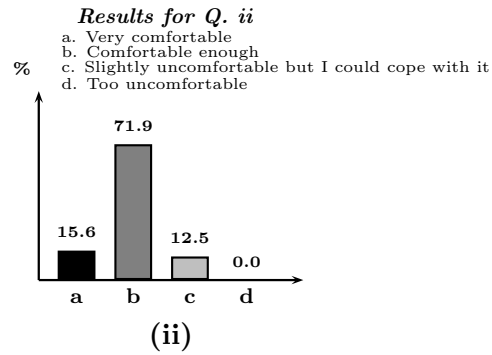 Results for Q. ii
a. Very comfortable
b. Comfortable enough
c. Slightly uncomfortable but I could cope with it
d. Too uncomfortable
%
71.9
15.6
12.5
0.0
a b c d
(ii)